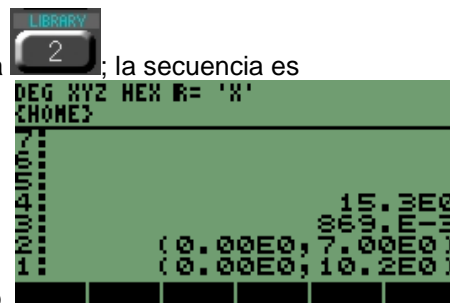 LIBRARY
a 2 ; la secuencia es
DEG XYZ HEX R= 'X'
{HOME}
7:
6:
5:
4: 15.3E0
3: 869.E-3
2: (0.00E0;7.00E0)
1: (0.00E0;10.2E0)